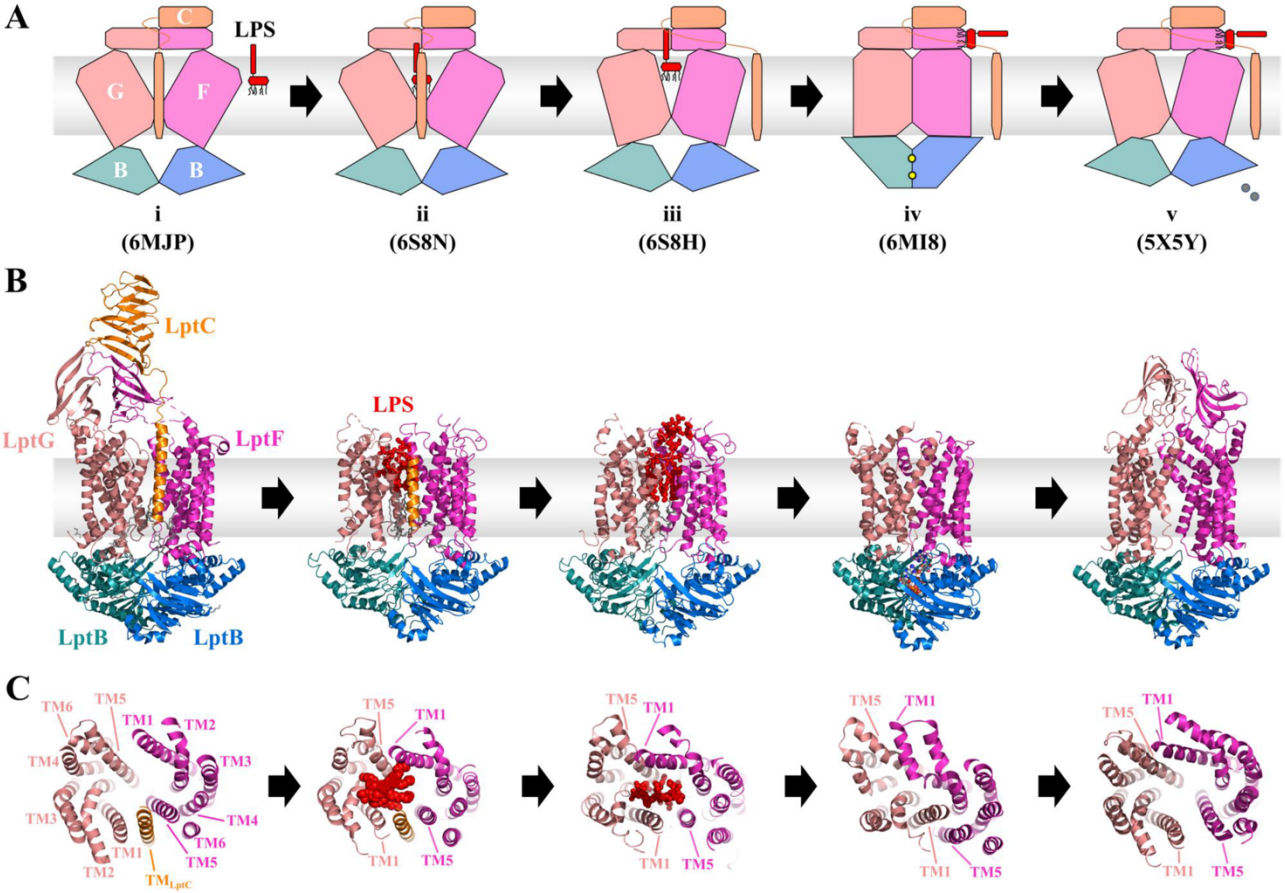 A
C
LPS
G
F
B
B
i
ii
iii
iv
v
(6MJP)
(6S8N)
(6S8H)
(6MI8)
(5X5Y)
B
LptC
LPS
LptG
LptF
LptB
LptB
C
TM6
TM5
TM1
TM2
TM4
TM3
TM3
TM4
TM6
TM1
TM5
TM2
TM_LptC
TM5
TM1
TM1
TM5
TM5
TM1
TM1
TM5
TM5
TM1
TM1
TM5
TM5
TM1
TM1
TM5